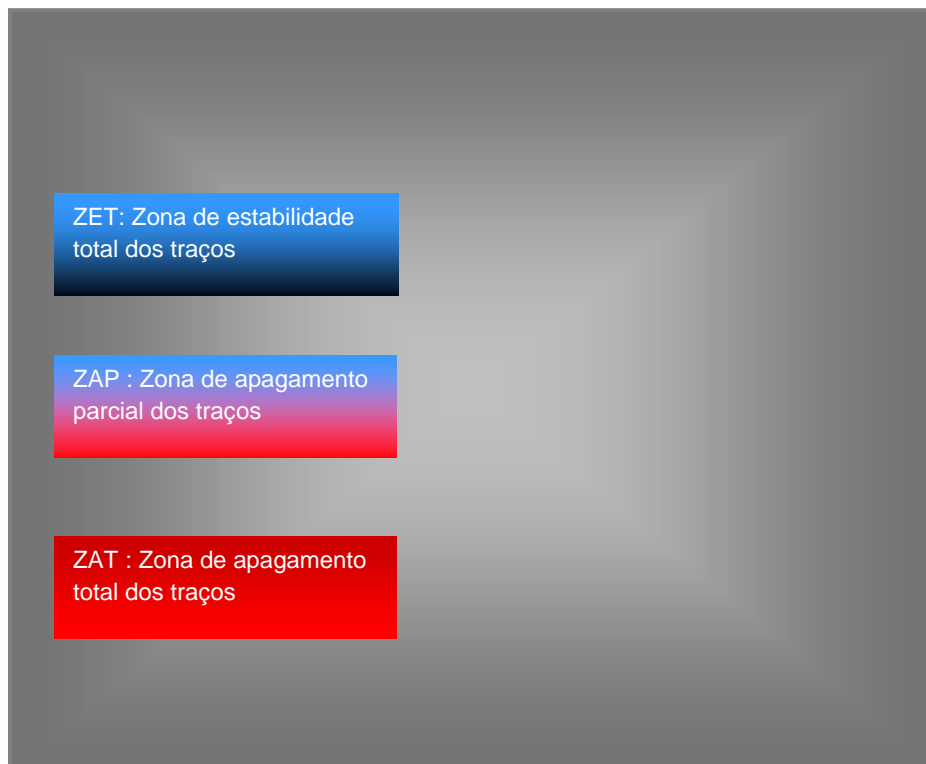 ZET: Zona de estabilidade
total dos traços
ZAP : Zona de apagamento
parcial dos traços
ZAT : Zona de apagamento
total dos traços